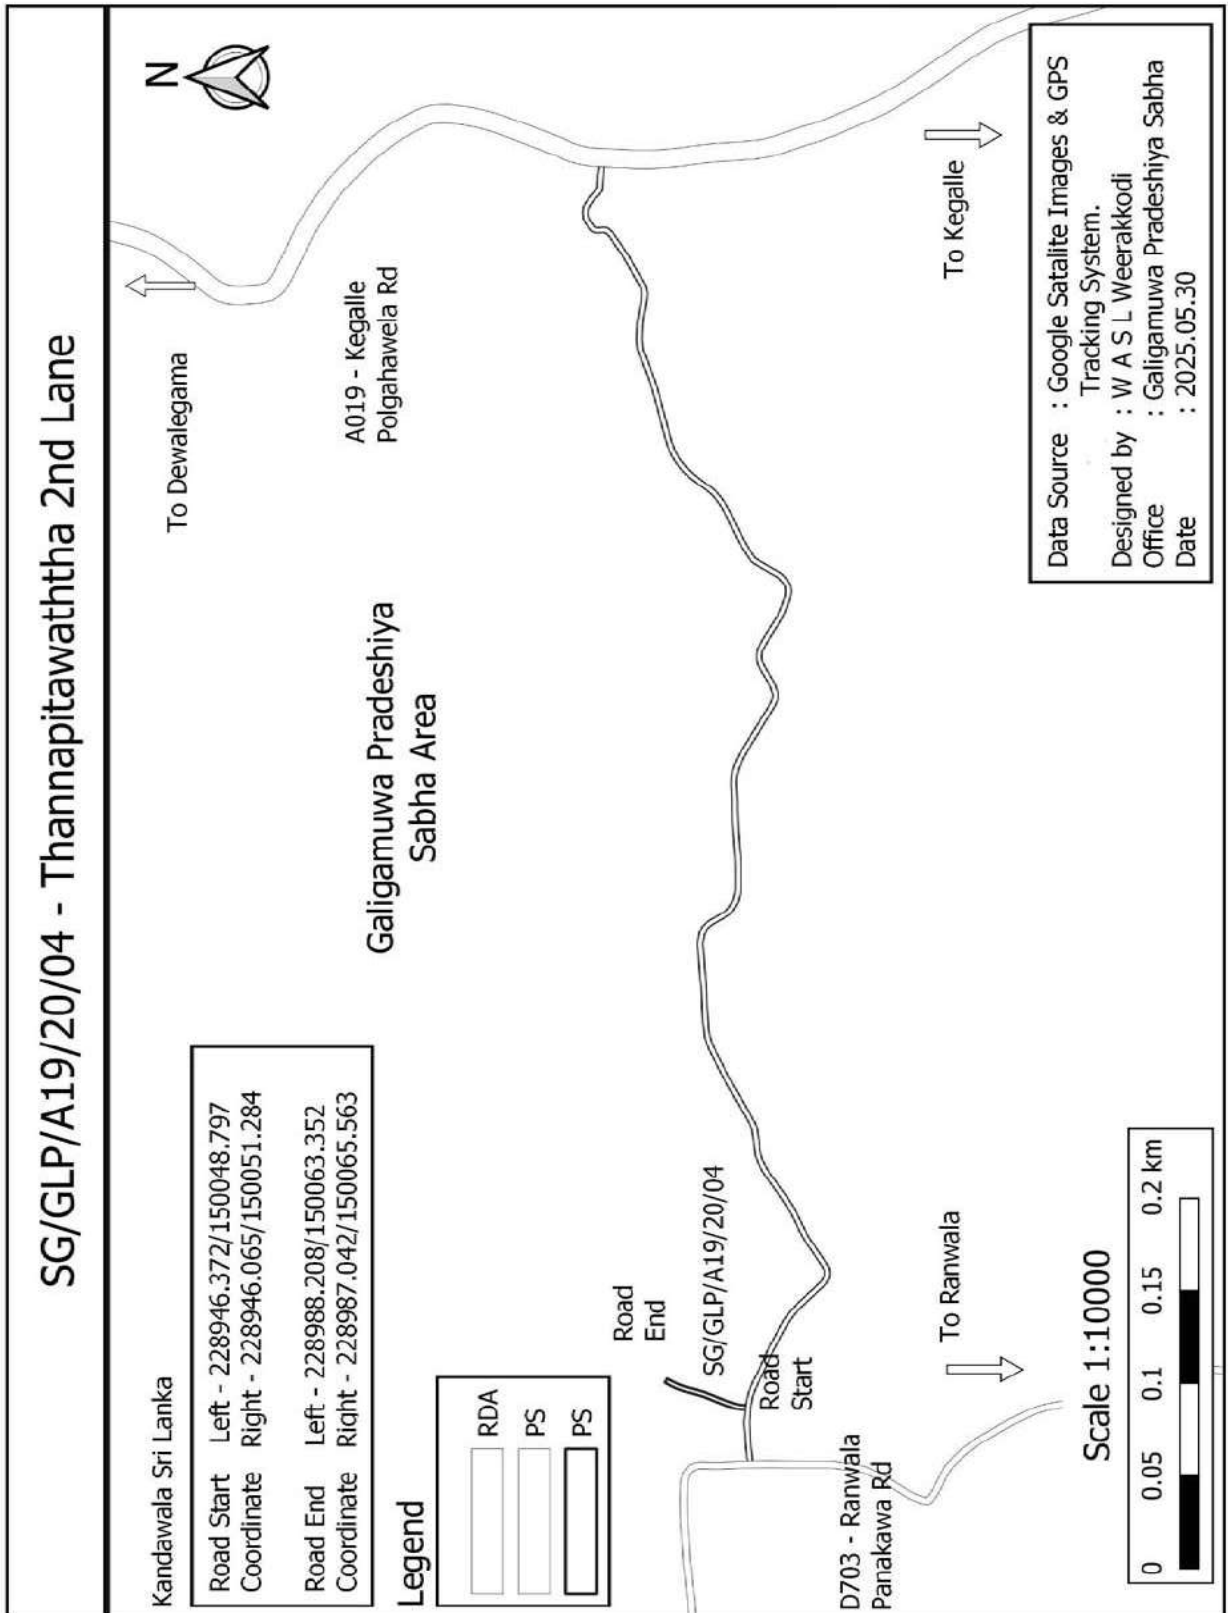 SG/GLP/A19/20/04 - Thannapitawaththa 2nd Lane
Kandawala Sri Lanka
N
Road Start Left - 228946.372/150048.797
Coordinate Right - 228946.065/150051.284
Road End Left - 228988.208/150063.352
Coordinate Right - 228987.042/150065.563
To Dewalegama
A019 - Kegalle
Polgahawela Rd
Galigamuwa Pradeshiya
Sabha Area
Legend
RDA
PS
PS
Road
End
SG/GLP/A19/20/04
Road
Start
D703 - Ranwala
Panakawa Rd
To Ranwala
To Kegalle
Scale 1:10000
0 0.05 0.1 0.15 0.2 km
Data Source : Google Satalite Images & GPS
Tracking System.
Designed by : W A S L Weerakkodi
Office : Galigamuwa Pradeshiya Sabha
Date : 2025.05.30